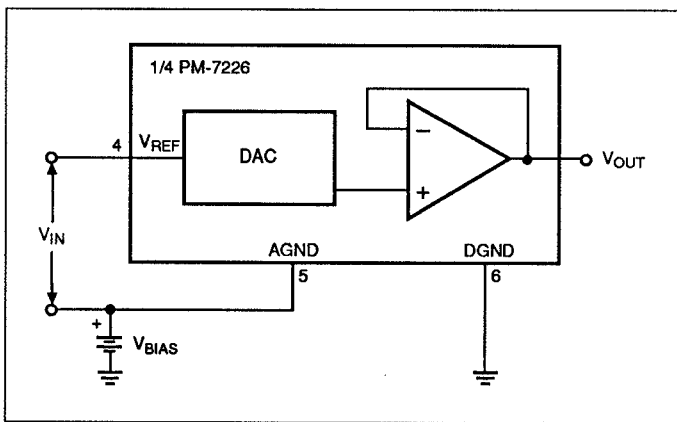 1/4 PM-7226
4
VREF
DAC
−
+
VOUT
VIN
AGND
DGND
5
6
+
VBIAS